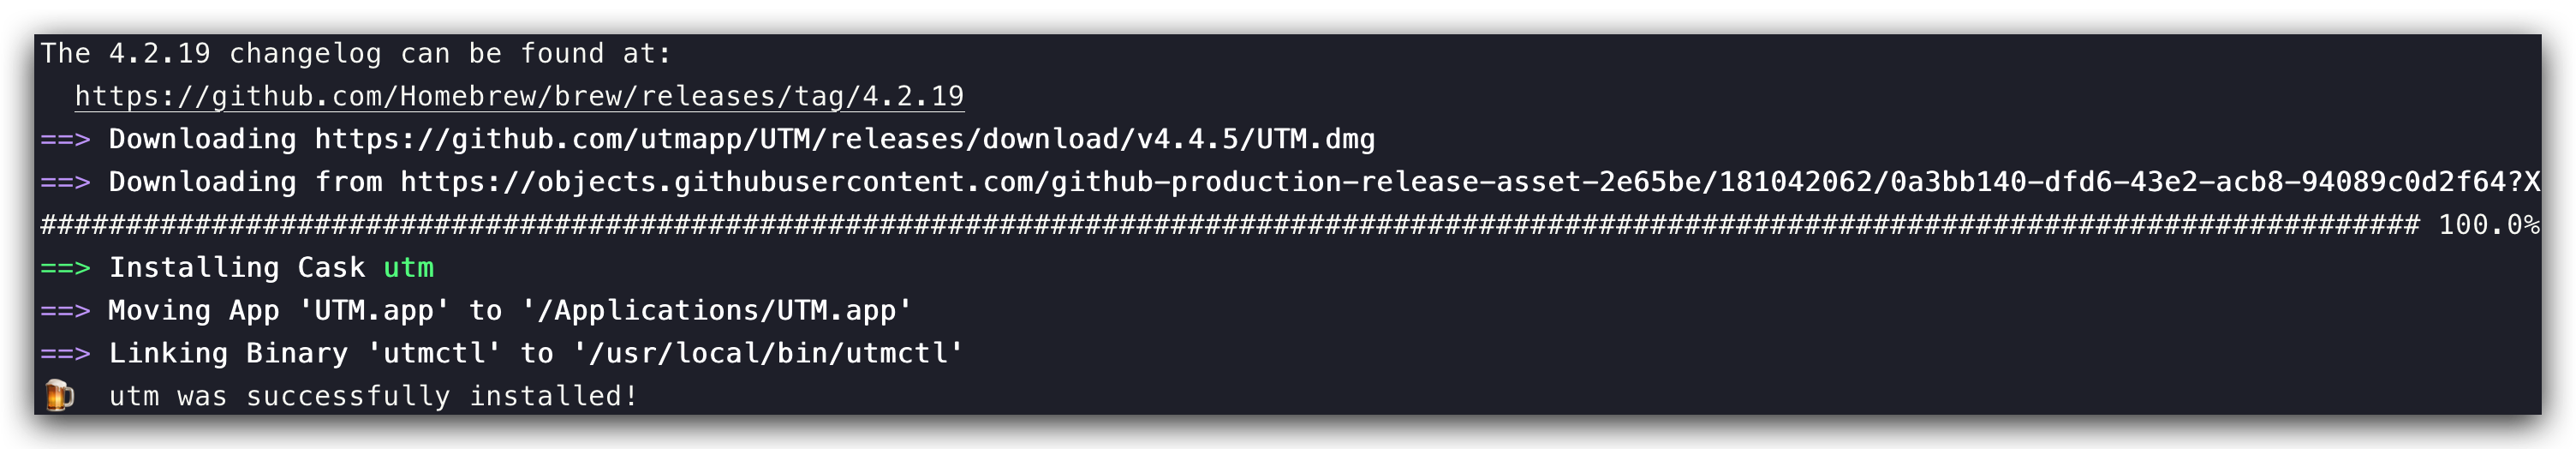 The 4.2.19 changelog can be found at:
https://github.com/Homebrew/brew/releases/tag/4.2.19
==> Downloading https://github.com/utmapp/UTM/releases/download/v4.4.5/UTM.dmg
==> Downloading from https://objects.githubusercontent.com/github-production-release-asset-2e65be/181042062/0a3bb140-dfd6-43e2-acb8-94089c0d2f64?X
########################################################################################################################################### 100.0%
==> Installing Cask utm
==> Moving App 'UTM.app' to '/Applications/UTM.app'
==> Linking Binary 'utmctl' to '/usr/local/bin/utmctl'
🍺  utm was successfully installed!